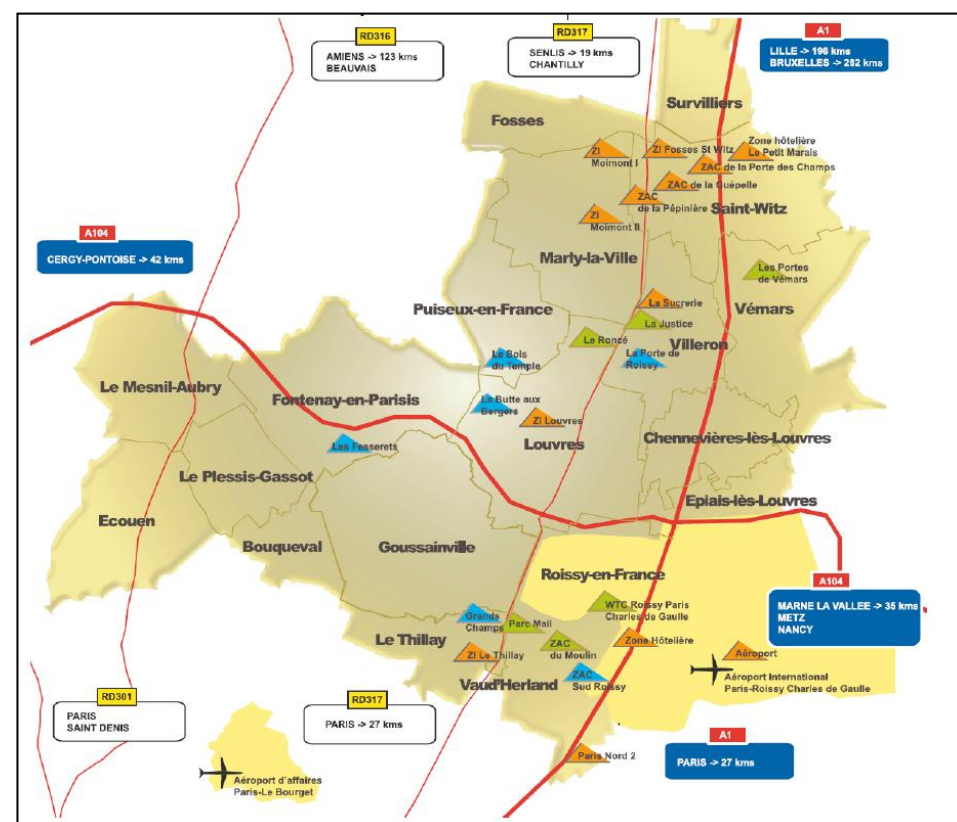 RD316
AMIENS -> 123 kms
BEAUVAIS
RD317
SENLIS -> 19 kms
CHANTILLY
A1
LILLE -> 196 kms
BRUXELLES -> 282 kms
Survilliers
Fosses
ZI
Moimont I
ZI Fosses St Witz
Zone hôtelière
Le Petit Marais
ZAC de la Porte des Champs
ZAC de la Guépelle
ZAC
de la Pépinière
Saint-Witz
ZI
Moimont II
A104
CERGY-PONTOISE -> 42 kms
Marly-la-Ville
Les Portes
de Vémars
Puiseux-en-France
La Sucrerie
Vémars
La Justice
Le Roncé
Villeron
Le Bois
du Temple
La Porte de
Roissy
Le Mesnil-Aubry
Fontenay-en-Parisis
La Butte aux
Bergers
ZI Louvres
Louvres
Chennevières-lès-Louvres
Les Fesserets
Le Plessis-Gassot
Epiais-lès-Louvres
Ecouen
Bouqueval
Goussainville
Roissy-en-France
A104
MARNE LA VALLEE -> 35 kms
METZ
NANCY
WTC Roissy Paris
Charles de Gaulle
Grands
Champs
Parc Mail
Le Thillay
ZAC
du Moulin
Zone Hôtelière
ZI Le Thillay
Aéroport
Vaud'Herland
ZAC
Sud Roissy
Aéroport International
Paris-Roissy Charles de Gaulle
RD301
PARIS
SAINT DENIS
RD317
PARIS -> 27 kms
A1
PARIS -> 27 kms
Paris Nord 2
Aéroport d'affaires
Paris-Le Bourget